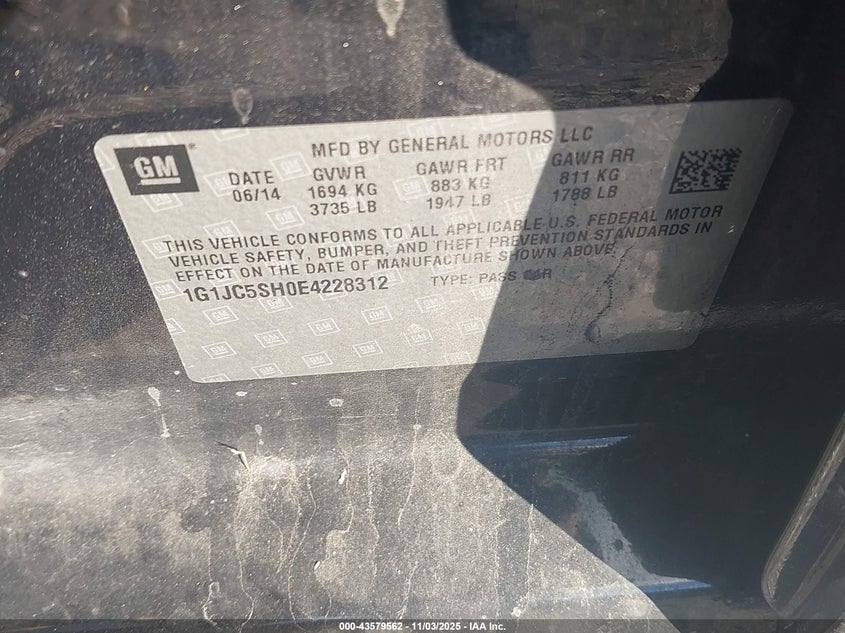 GM
MFD BY GENERAL MOTORS LLC
DATE GVWR GAWR FRT GAWR RR
06/14 1694 KG 883 KG 811 KG
3735 LB 1947 LB 1788 LB
THIS VEHICLE CONFORMS TO ALL APPLICABLE U.S. FEDERAL MOTOR
VEHICLE SAFETY, BUMPER, AND THEFT PREVENTION STANDARDS IN
EFFECT ON THE DATE OF MANUFACTURE SHOWN ABOVE.
1G1JC5SH0E4228312 TYPE: PASS CAR
000-43579562 - 11/03/2025 - IAA Inc.